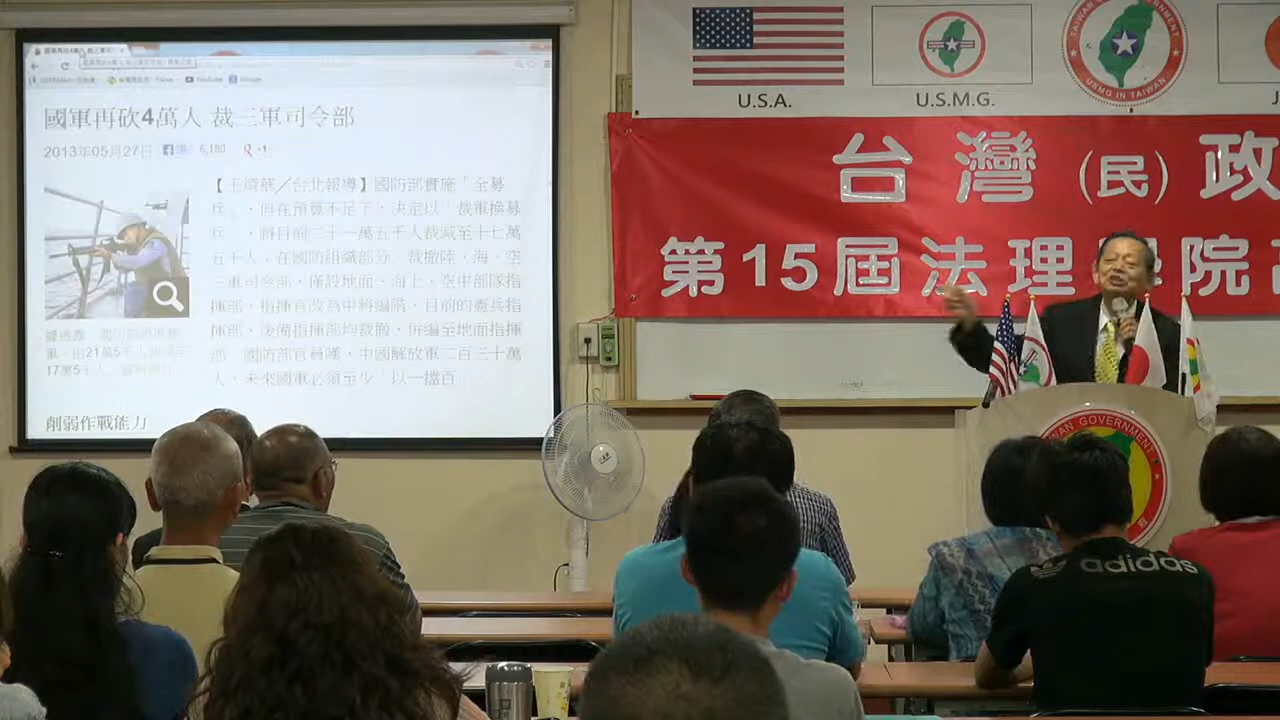 國軍再砍4萬人 裁三軍司令部
2013年05月27日
6,180
+1
國防部實施「全募
兵」,但在預算不足下,決定以「裁軍換募
兵」,將目前二十一萬五千人裁減至十七萬
五千人,在國防組織部分,裁撤陸、海、空
三軍司令部,僅設地面、海上、空中部隊指
揮部,指揮官改為中將編階,目前的憲兵指
揮部、後備指揮部均裁撤,併編至地面指揮
部。國防部官員嘆,中國解放軍二百三十萬
人,未來國軍必須至少「以一擋百
削弱作戰能力
U.S.A.
U.S.M.G.
USMG IN TAIWAN
台灣(民)政
第15屆法理學院
WAN GOVERNMENT
adidas